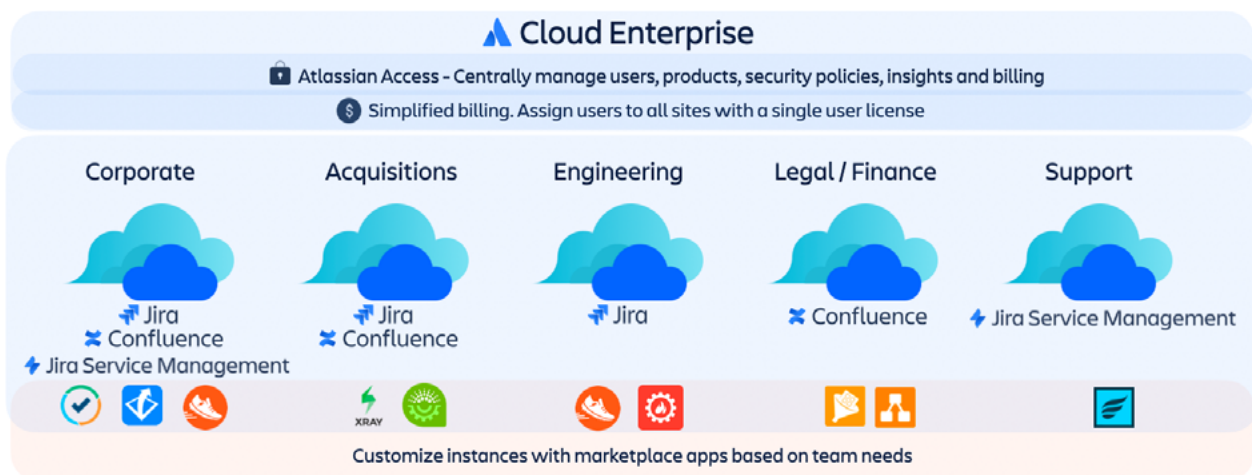 Cloud Enterprise
Atlassian Access - Centrally manage users, products, security policies, insights and billing
$ Simplified billing. Assign users to all sites with a single user license
Corporate
Acquisitions
Engineering
Legal / Finance
Support
Jira
Confluence
Jira Service Management
Jira
Confluence
Jira
Confluence
Jira Service Management
XRAY
Customize instances with marketplace apps based on team needs